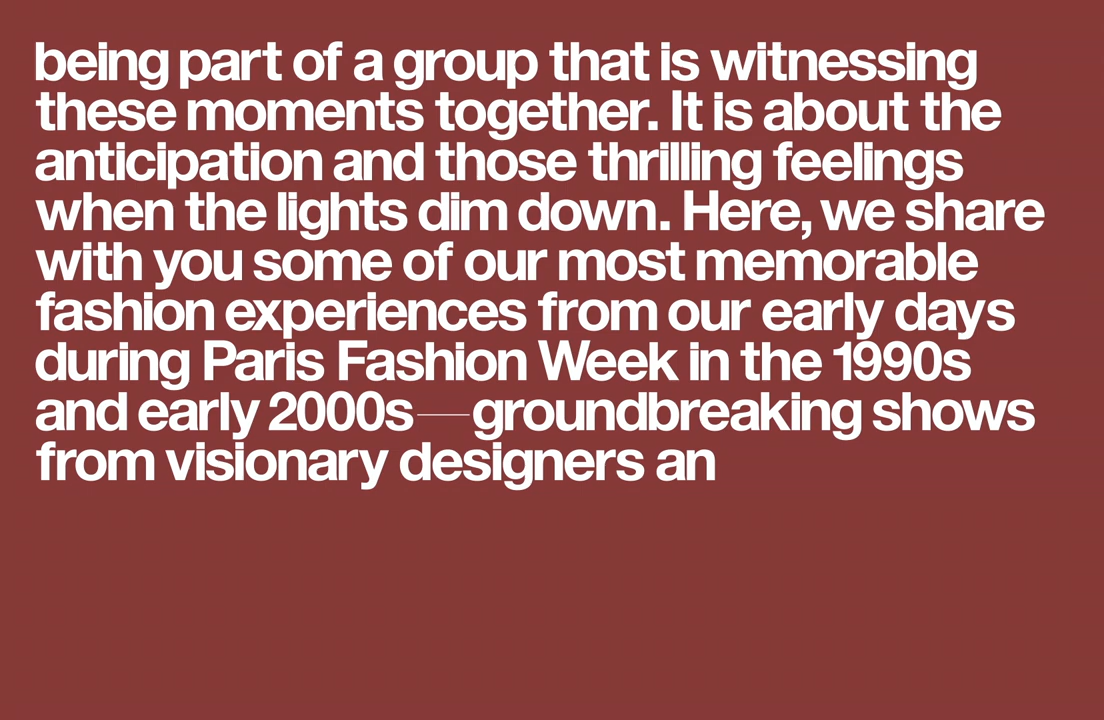 being part of a group that is witnessing
these moments together. It is about the
anticipation and those thrilling feelings
when the lights dim down. Here, we share
with you some of our most memorable
fashion experiences from our early days
during Paris Fashion Week in the 1990s
and early 2000s—groundbreaking shows
from visionary designers an